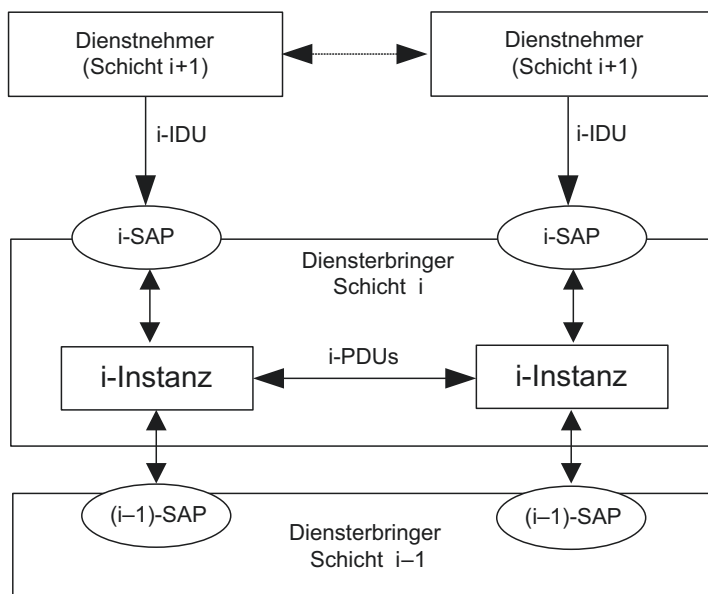 Dienstnehmer
(Schicht i+1)
Dienstnehmer
(Schicht i+1)
i-IDU
i-IDU
i-SAP
i-SAP
Diensterbringer
Schicht i
i-PDUs
i-Instanz
i-Instanz
(i–1)-SAP
(i–1)-SAP
Diensterbringer
Schicht i–1